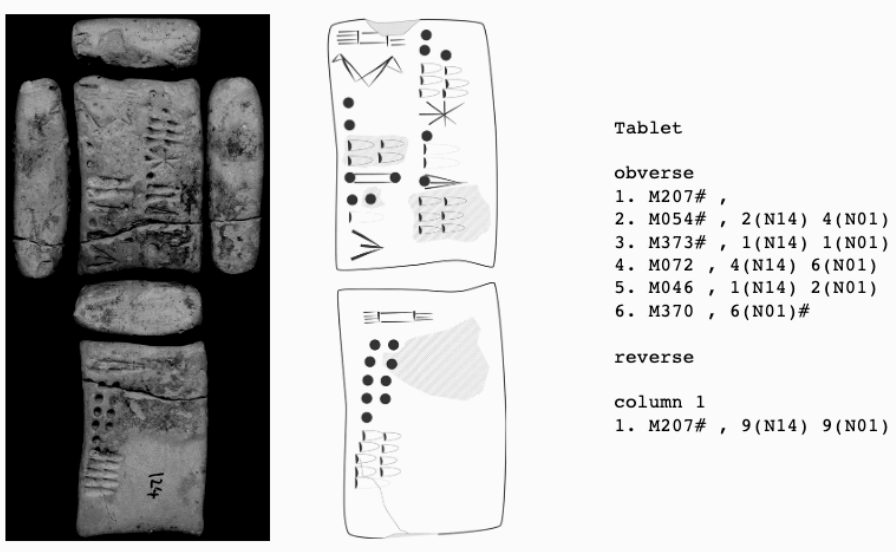 124
Tablet
obverse
1. M207# ,
2. M054# , 2(N14) 4(N01)
3. M373# , 1(N14) 1(N01)
4. M072 , 4(N14) 6(N01)
5. M046 , 1(N14) 2(N01)
6. M370 , 6(N01)#
reverse
column 1
1. M207# , 9(N14) 9(N01)